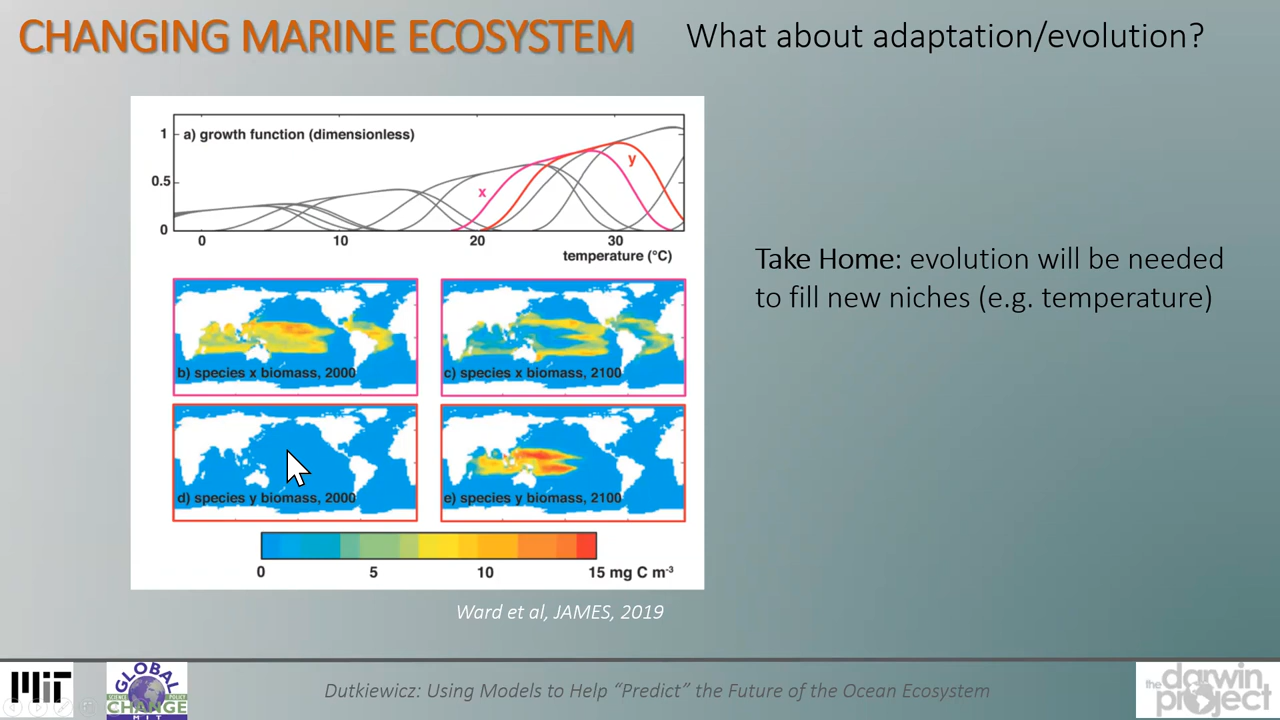 CHANGING MARINE ECOSYSTEM
What about adaptation/evolution?
a) growth function (dimensionless)
1
0.5
0
x
y
0
10
20
30
temperature (°C)
b) species x biomass, 2000
c) species x biomass, 2100
d) species y biomass, 2000
e) species y biomass, 2100
0
5
10
15 mg C m⁻³
Ward et al, JAMES, 2019
Take Home: evolution will be needed
to fill new niches (e.g. temperature)
MIT
GLOBAL
SCIENCE POLICY
CHANGE
MIT
Dutkiewicz: Using Models to Help “Predict” the Future of the Ocean Ecosystem
the darwin
project